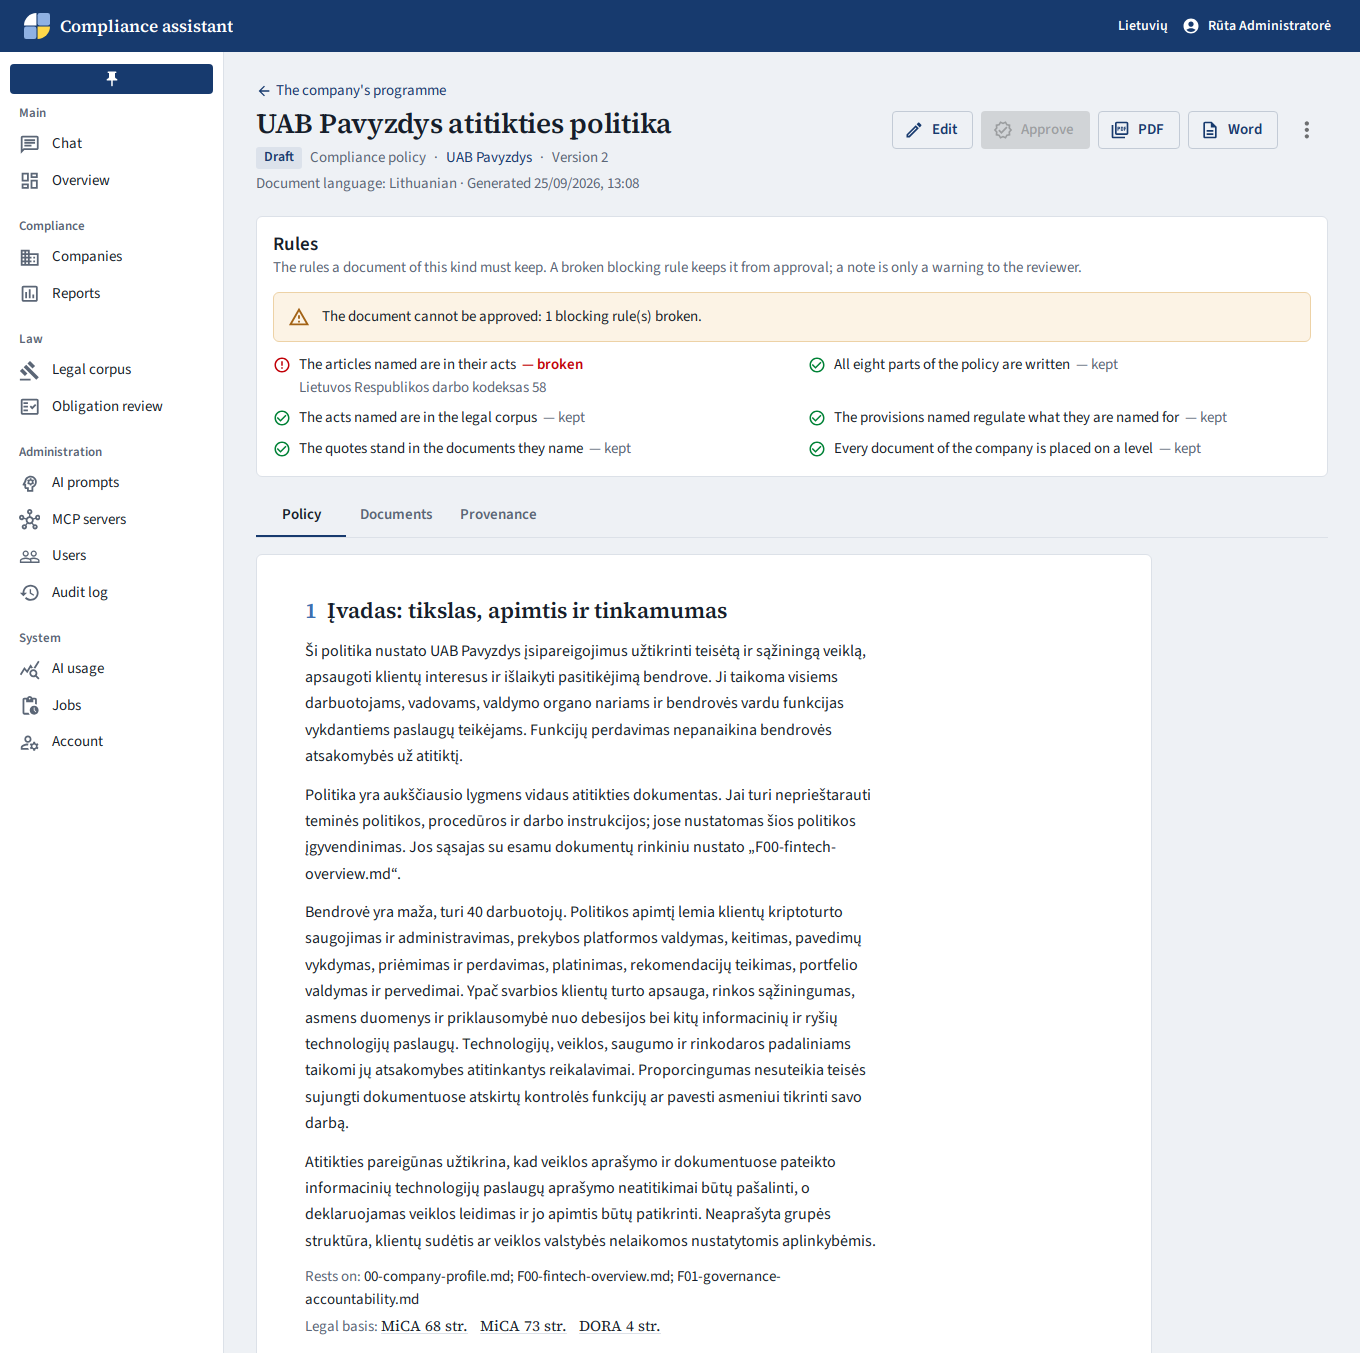 Compliance assistant
Lietuvių
Rūta Administratorė
Main
Chat
Overview
Compliance
Companies
Reports
Law
Legal corpus
Obligation review
Administration
AI prompts
MCP servers
Users
Audit log
System
AI usage
Jobs
Account
← The company's programme
UAB Pavyzdys atitikties politika
Edit
Approve
PDF
Word
Draft Compliance policy · UAB Pavyzdys · Version 2
Document language: Lithuanian · Generated 25/09/2026, 13:08
Rules
The rules a document of this kind must keep. A broken blocking rule keeps it from approval; a note is only a warning to the reviewer.
The document cannot be approved: 1 blocking rule(s) broken.
The articles named are in their acts — broken
Lietuvos Respublikos darbo kodeksas 58
All eight parts of the policy are written — kept
The acts named are in the legal corpus — kept
The provisions named regulate what they are named for — kept
The quotes stand in the documents they name — kept
Every document of the company is placed on a level — kept
Policy
Documents
Provenance
1 Įvadas: tikslas, apimtis ir tinkamumas
Ši politika nustato UAB Pavyzdys įsipareigojimus užtikrinti teisėtą ir sąžiningą veiklą,
apsaugoti klientų interesus ir išlaikyti pasitikėjimą bendrove. Ji taikoma visiems
darbuotojams, vadovams, valdymo organo nariams ir bendrovės vardu funkcijas
vykdantiems paslaugų teikėjams. Funkcijų perdavimas nepanaikina bendrovės
atsakomybės už atitiktį.
Politika yra aukščiausio lygmens vidaus atitikties dokumentas. Jai turi neprieštarauti
teminės politikos, procedūros ir darbo instrukcijos; jose nustatomas šios politikos
įgyvendinimas. Jos sąsajas su esamu dokumentų rinkiniu nustato „F00-fintech-
overview.md“.
Bendrovė yra maža, turi 40 darbuotojų. Politikos apimtį lemia klientų kriptoturto
saugojimas ir administravimas, prekybos platformos valdymas, keitimas, pavedimų
vykdymas, priėmimas ir perdavimas, platinimas, rekomendacijų teikimas, portfelio
valdymas ir pervedimai. Ypač svarbios klientų turto apsauga, rinkos sąžiningumas,
asmens duomenys ir priklausomybė nuo debesijos bei kitų informacinių ir ryšių
technologijų paslaugų. Technologijų, veiklos, saugumo ir rinkodaros padaliniams
taikomi jų atsakomybes atitinkantys reikalavimai. Proporcingumas nesuteikia teisės
sujungti dokumentuose atskirtų kontrolės funkcijų ar pavesti asmeniui tikrinti savo
darbą.
Atitikties pareigūnas užtikrina, kad veiklos aprašymo ir dokumentuose pateikto
informacinių technologijų paslaugų aprašymo neatitikimai būtų pašalinti, o
deklaruojamas veiklos leidimas ir jo apimtis būtų patikrinti. Neaprašyta grupės
struktūra, klientų sudėtis ar veiklos valstybės nelaikomos nustatytomis aplinkybėmis.
Rests on: 00-company-profile.md; F00-fintech-overview.md; F01-governance-
accountability.md
Legal basis: MiCA 68 str. MiCA 73 str. DORA 4 str.